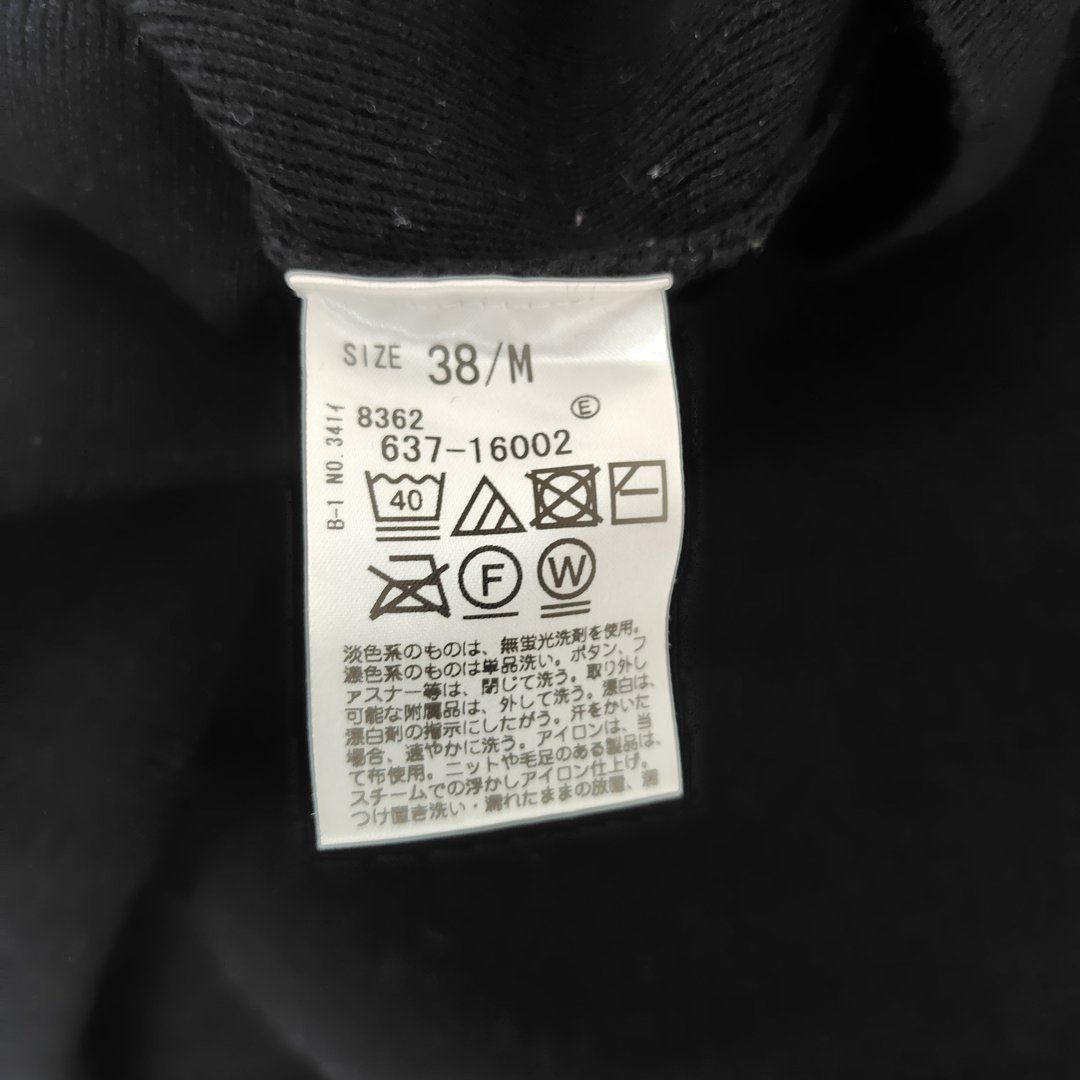 SIZE 38/M
E
8362
637-16002
B-1 NO.341イ
40
F
W
淡色系のものは、無蛍光洗剤を使用。
濃色系のものは単品洗い。ボタン、フ
ァスナー等は、閉じて洗う。取り外し
可能な附属品は、外して洗う。漂白は、
漂白剤の指示にしたがう。汗をかいた
場合、速やかに洗う。アイロンは、当
て布使用。ニットや毛足のある製品は、
スチームでの浮かしアイロン仕上げ。
つけ置き洗い・濡れたままの放置、